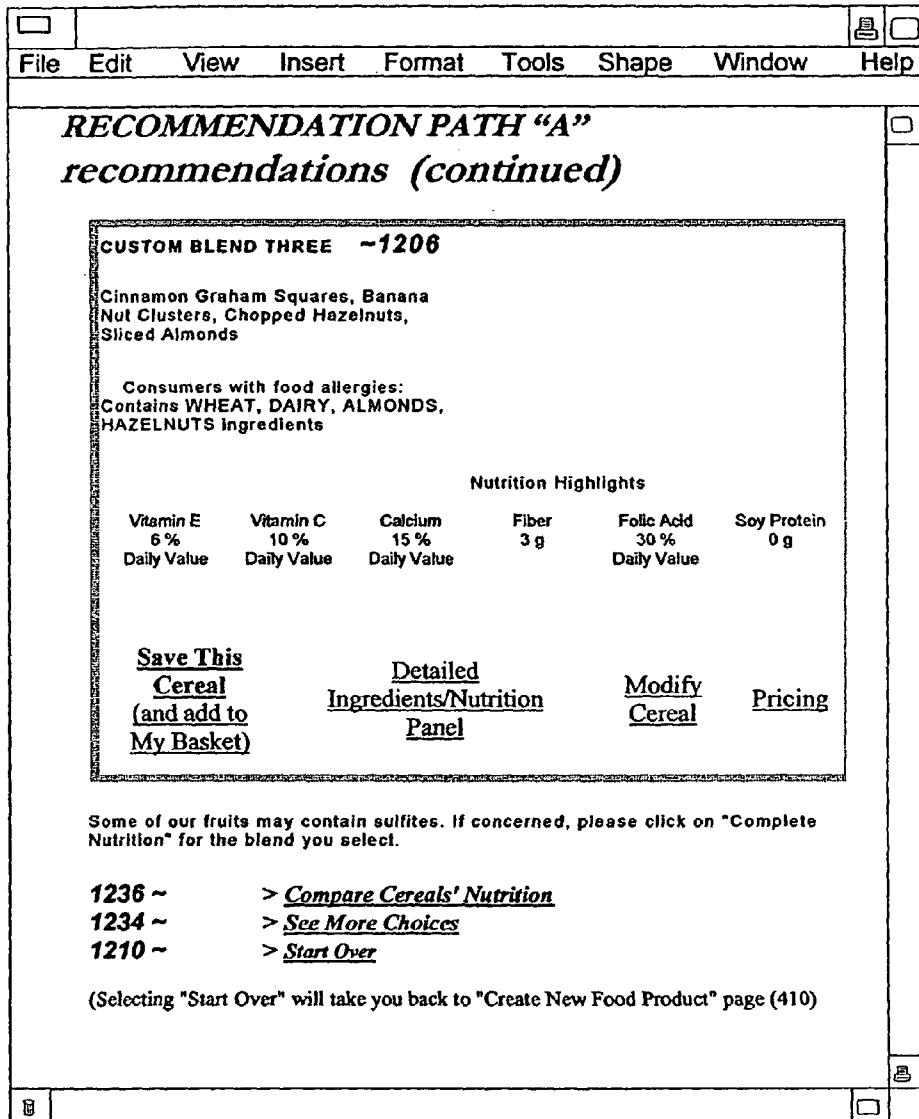 File Edit View Insert Format Tools Shape Window Help
RECOMMENDATION PATH “A”
recommendations (continued)
CUSTOM BLEND THREE ~1206
Cinnamon Graham Squares, Banana
Nut Clusters, Chopped Hazelnuts,
Sliced Almonds
Consumers with food allergies:
Contains WHEAT, DAIRY, ALMONDS,
HAZELNUTS ingredients
Nutrition Highlights
Vitamin E Vitamin C Calcium Fiber Folic Acid Soy Protein
6 % 10 % 15 % 3 g 30 % 0 g
Daily Value Daily Value Daily Value Daily Value
Save This
Cereal
(and add to
My Basket)
Detailed
Ingredients/Nutrition
Panel
Modify
Cereal
Pricing
Some of our fruits may contain sulfites. If concerned, please click on "Complete
Nutrition" for the blend you select.
1236 ~ > Compare Cereals' Nutrition
1234 ~ > See More Choices
1210 ~ > Start Over
(Selecting "Start Over" will take you back to "Create New Food Product" page (410)